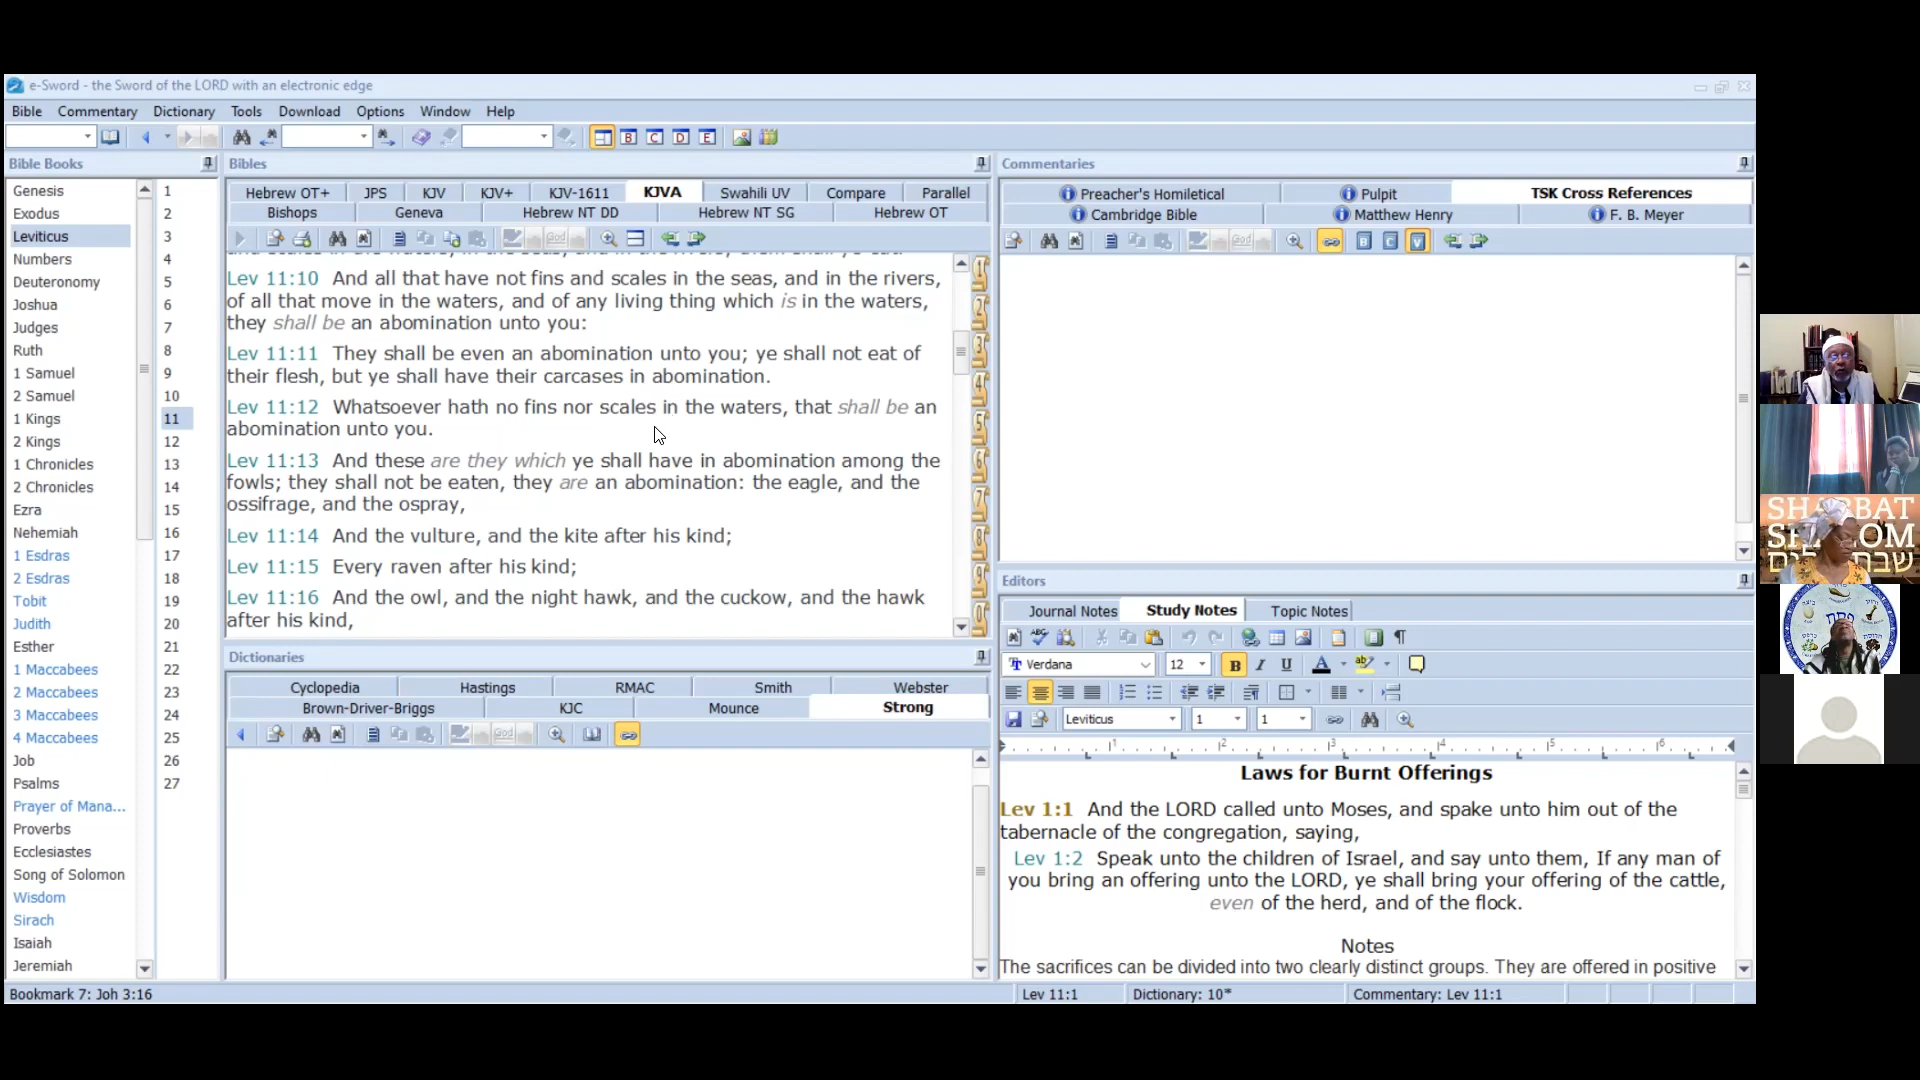 e-Sword - the Sword of the LORD with an electronic edge
Bible Commentary Dictionary Tools Download Options Window Help
B C D E
Bible Books
Genesis
Exodus
Leviticus
Numbers
Deuteronomy
Joshua
Judges
Ruth
1 Samuel
2 Samuel
1 Kings
2 Kings
1 Chronicles
2 Chronicles
Ezra
Nehemiah
1 Esdras
2 Esdras
Tobit
Judith
Esther
1 Maccabees
2 Maccabees
3 Maccabees
4 Maccabees
Job
Psalms
Prayer of Mana...
Proverbs
Ecclesiastes
Song of Solomon
Wisdom
Sirach
Isaiah
Jeremiah
1
2
3
4
5
6
7
8
9
10
11
12
13
14
15
16
17
18
19
20
21
22
23
24
25
26
27
Bibles
Hebrew OT+ JPS KJV KJV+ KJV-1611 KJVA Swahili UV Compare Parallel
Bishops Geneva Hebrew NT DD Hebrew NT SG Hebrew OT
Lev 11:10 And all that have not fins and scales in the seas, and in the rivers,
of all that move in the waters, and of any living thing which is in the waters,
they shall be an abomination unto you:
Lev 11:11 They shall be even an abomination unto you; ye shall not eat of
their flesh, but ye shall have their carcases in abomination.
Lev 11:12 Whatsoever hath no fins nor scales in the waters, that shall be an
abomination unto you.
Lev 11:13 And these are they which ye shall have in abomination among the
fowls; they shall not be eaten, they are an abomination: the eagle, and the
ossifrage, and the ospray,
Lev 11:14 And the vulture, and the kite after his kind;
Lev 11:15 Every raven after his kind;
Lev 11:16 And the owl, and the night hawk, and the cuckow, and the hawk
after his kind,
1
2
3
4
5
6
7
8
9
0
Dictionaries
Cyclopedia Hastings RMAC Smith Webster
Brown-Driver-Briggs KJC Mounce Strong
God
Commentaries
Preacher's Homiletical Pulpit TSK Cross References
Cambridge Bible Matthew Henry F. B. Meyer
God B C V
Editors
Journal Notes Study Notes Topic Notes
Verdana 12 B I U A ab
Leviticus 1 1
1 2 3 4 5 6
Laws for Burnt Offerings
Lev 1:1 And the LORD called unto Moses, and spake unto him out of the
tabernacle of the congregation, saying,
Lev 1:2 Speak unto the children of Israel, and say unto them, If any man of
you bring an offering unto the LORD, ye shall bring your offering of the cattle,
even of the herd, and of the flock.
Notes
The sacrifices can be divided into two clearly distinct groups. They are offered in positive
Bookmark 7: Joh 3:16 Lev 11:1 Dictionary: 10* Commentary: Lev 11:1